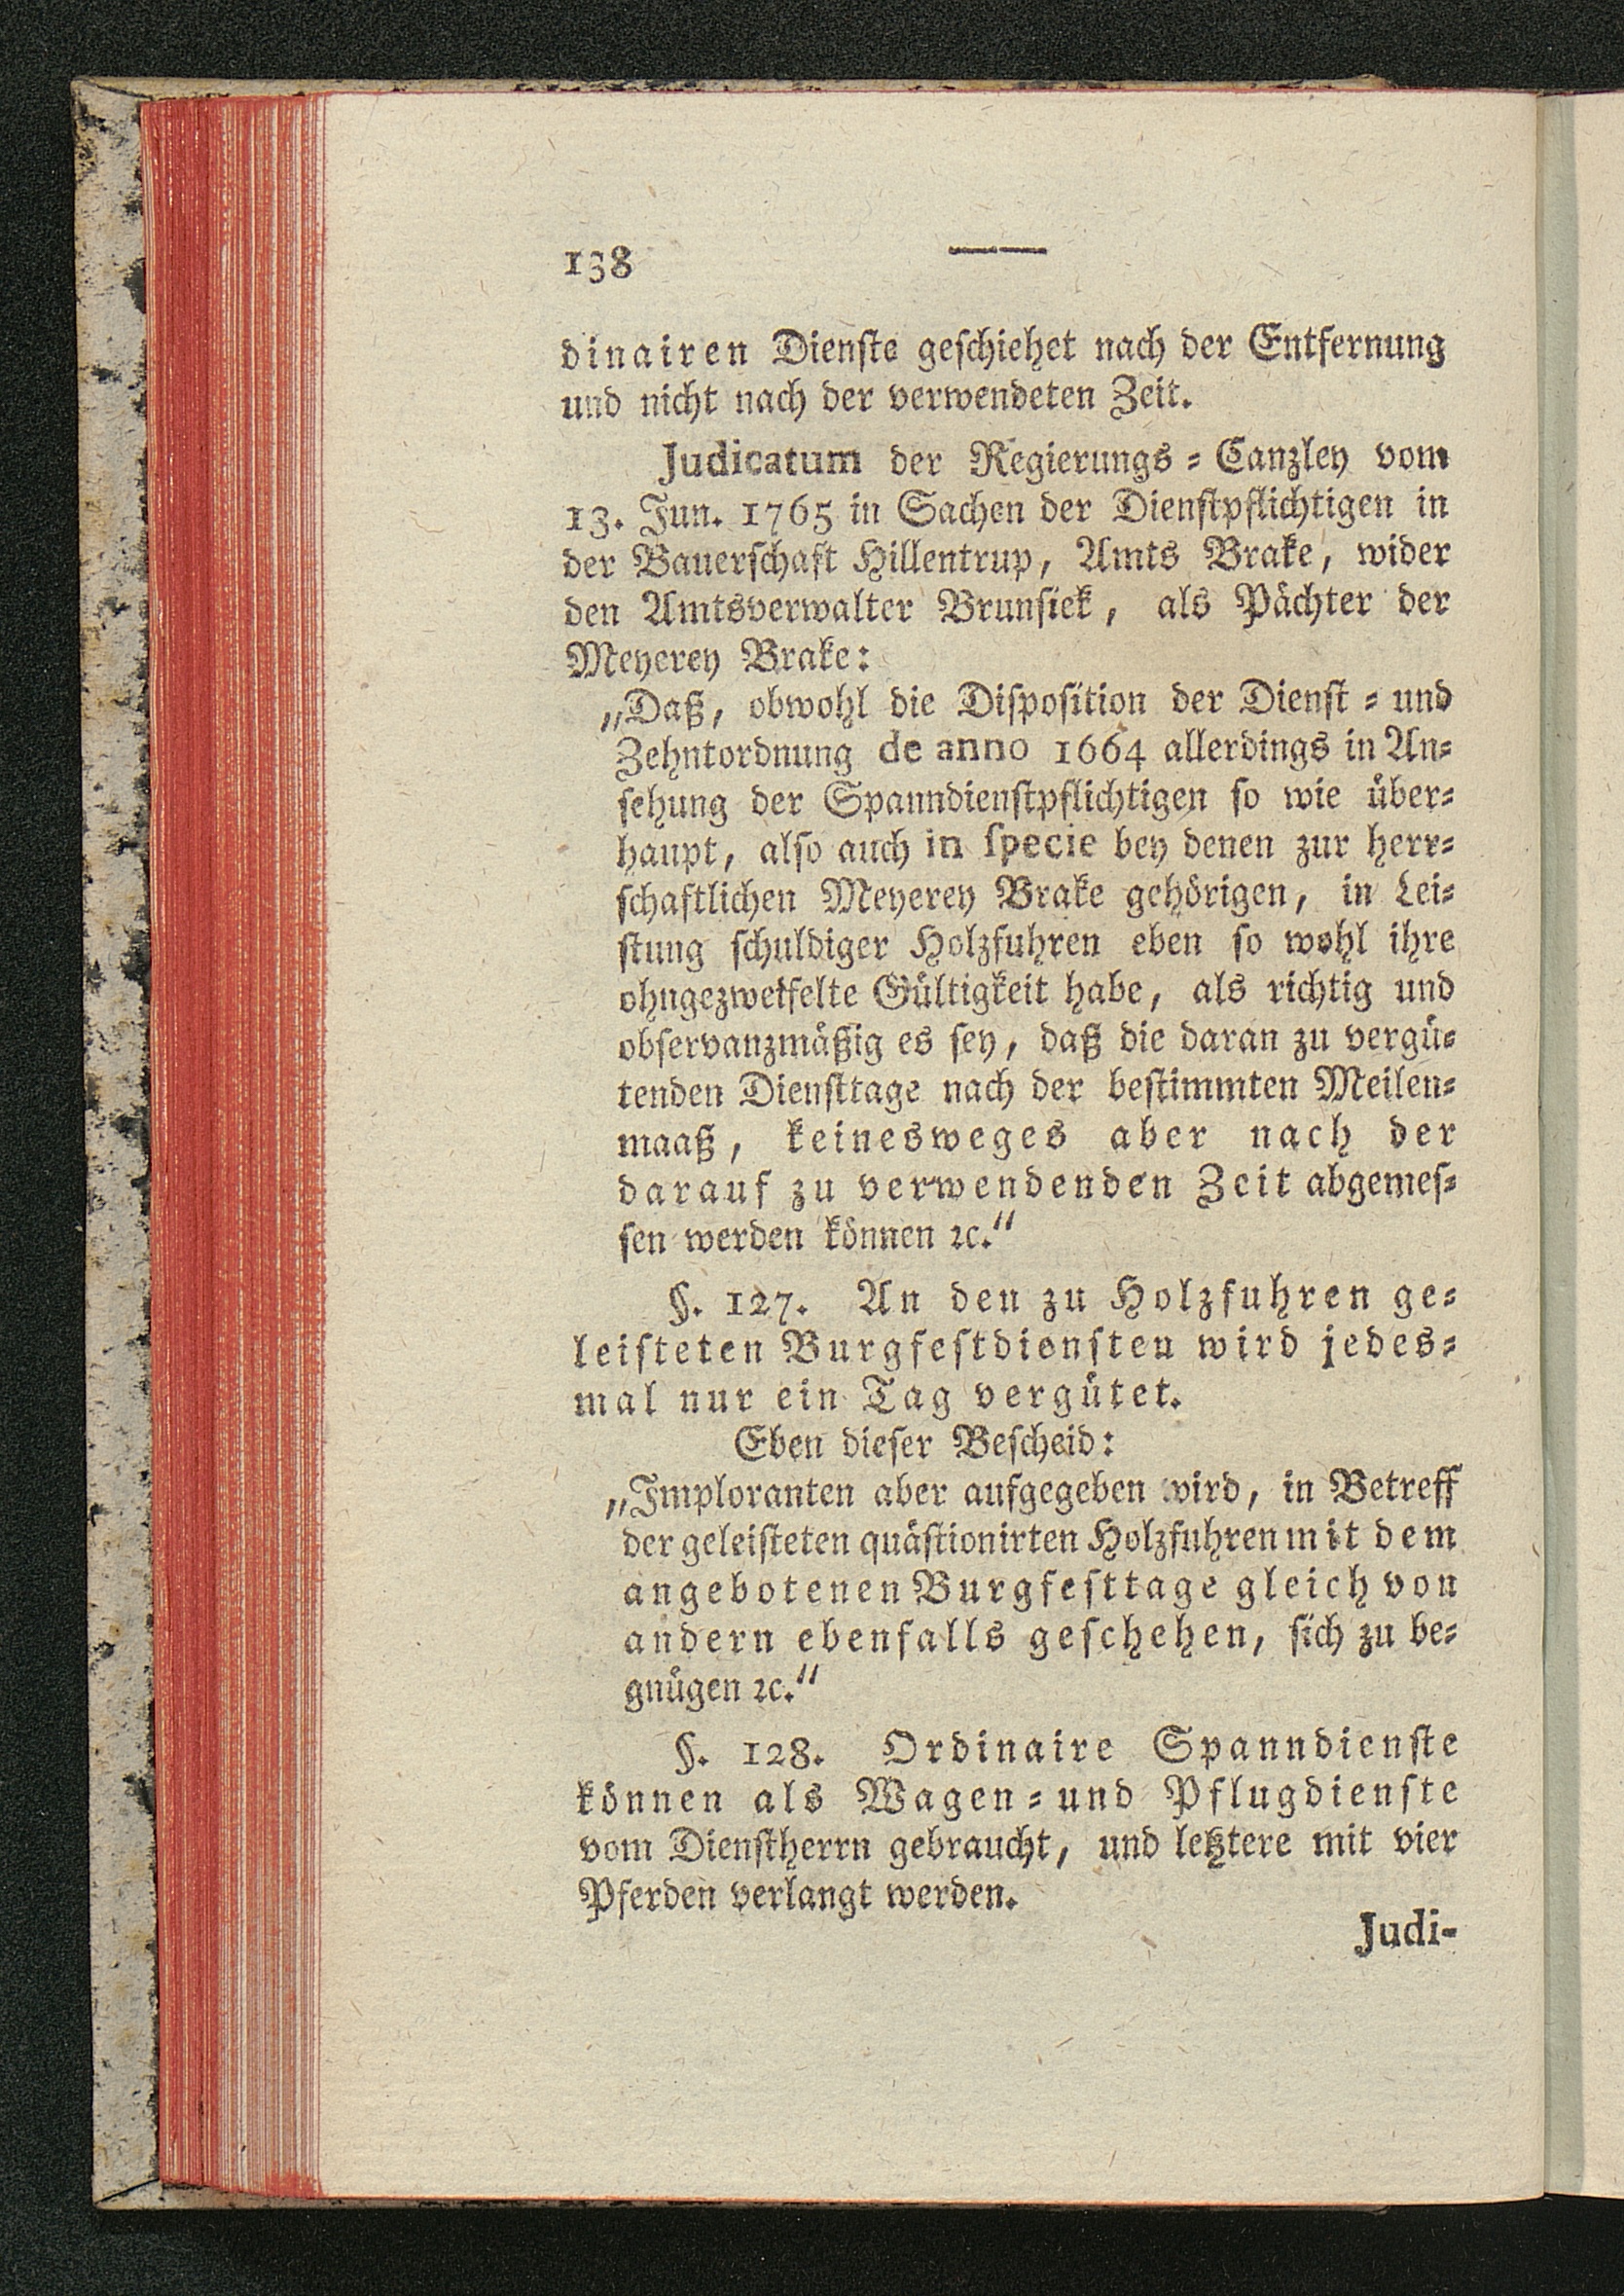 138
dinairen Dienste geschiehet nach der Entfernung
und nicht nach der verwendeten Zeit.
Judicatum der Regierungs-Canzley vom
13. Jun. 1765 in Sachen der Dienstpflichtigen in
der Bauerschaft Hillentrup, Amts Brake, wider
den Amtsverwalter Brunsiek, als Pächter der
Meyerey Brake:
„Daß, obwohl die Disposition der Dienst- und
Zehntordnung de anno 1664 allerdings in An-
sehung der Spanndienstpflichtigen so wie über-
haupt, also auch in specie bey denen zur herr-
schaftlichen Meyerey Brake gehörigen, in Lei-
stung schuldiger Holzfuhren eben so wohl ihre
ohngezweifelte Gültigkeit habe, als richtig und
observanzmäßig es sey, daß die daran zu vergü-
tenden Diensttage nach der bestimmten Meilen-
maaß, keinesweges aber nach der
darauf zu verwendenden Zeit abgemes-
sen werden können ꝛc.“
§. 127. An den zu Holzfuhren ge-
leisteten Burgfestdiensten wird jedes-
mal nur ein Tag vergütet.
Eben dieser Bescheid:
„Imploranten aber aufgegeben wird, in Betreff
der geleisteten quästionirten Holzfuhren mit dem
angebotenen Burgfesttage gleich von
andern ebenfalls geschehen, sich zu be-
gnügen ꝛc.“
§. 128. Ordinaire Spanndienste
können als Wagen- und Pflugdienste
vom Dienstherrn gebraucht, und letztere mit vier
Pferden verlangt werden.
Judi-